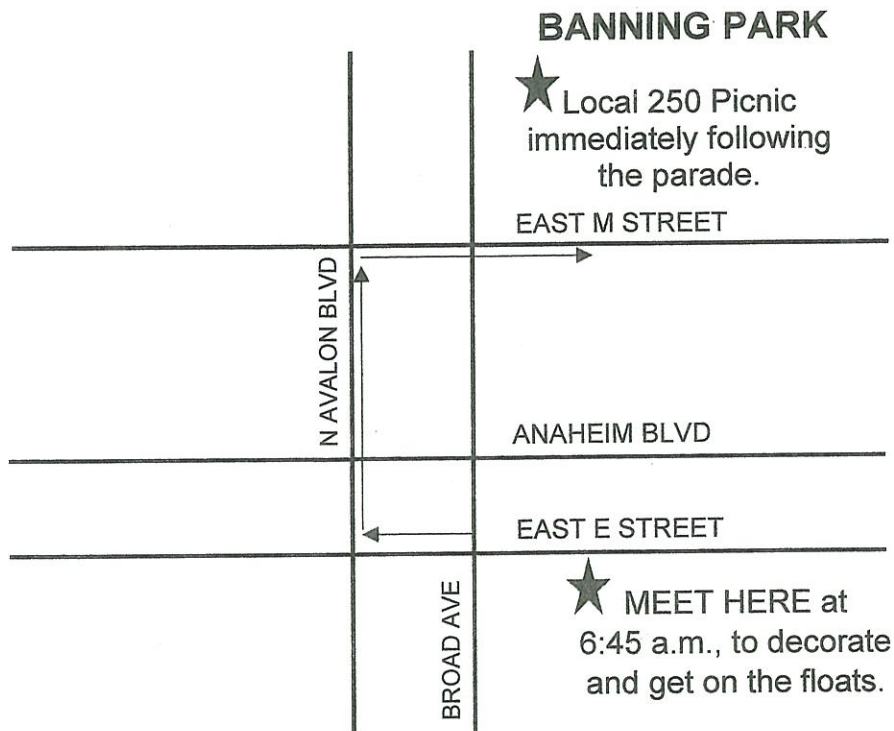 BANNING PARK
Local 250 Picnic
immediately following
the parade.
EAST M STREET
N AVALON BLVD
ANAHEIM BLVD
EAST E STREET
BROAD AVE
MEET HERE at
6:45 a.m., to decorate
and get on the floats.